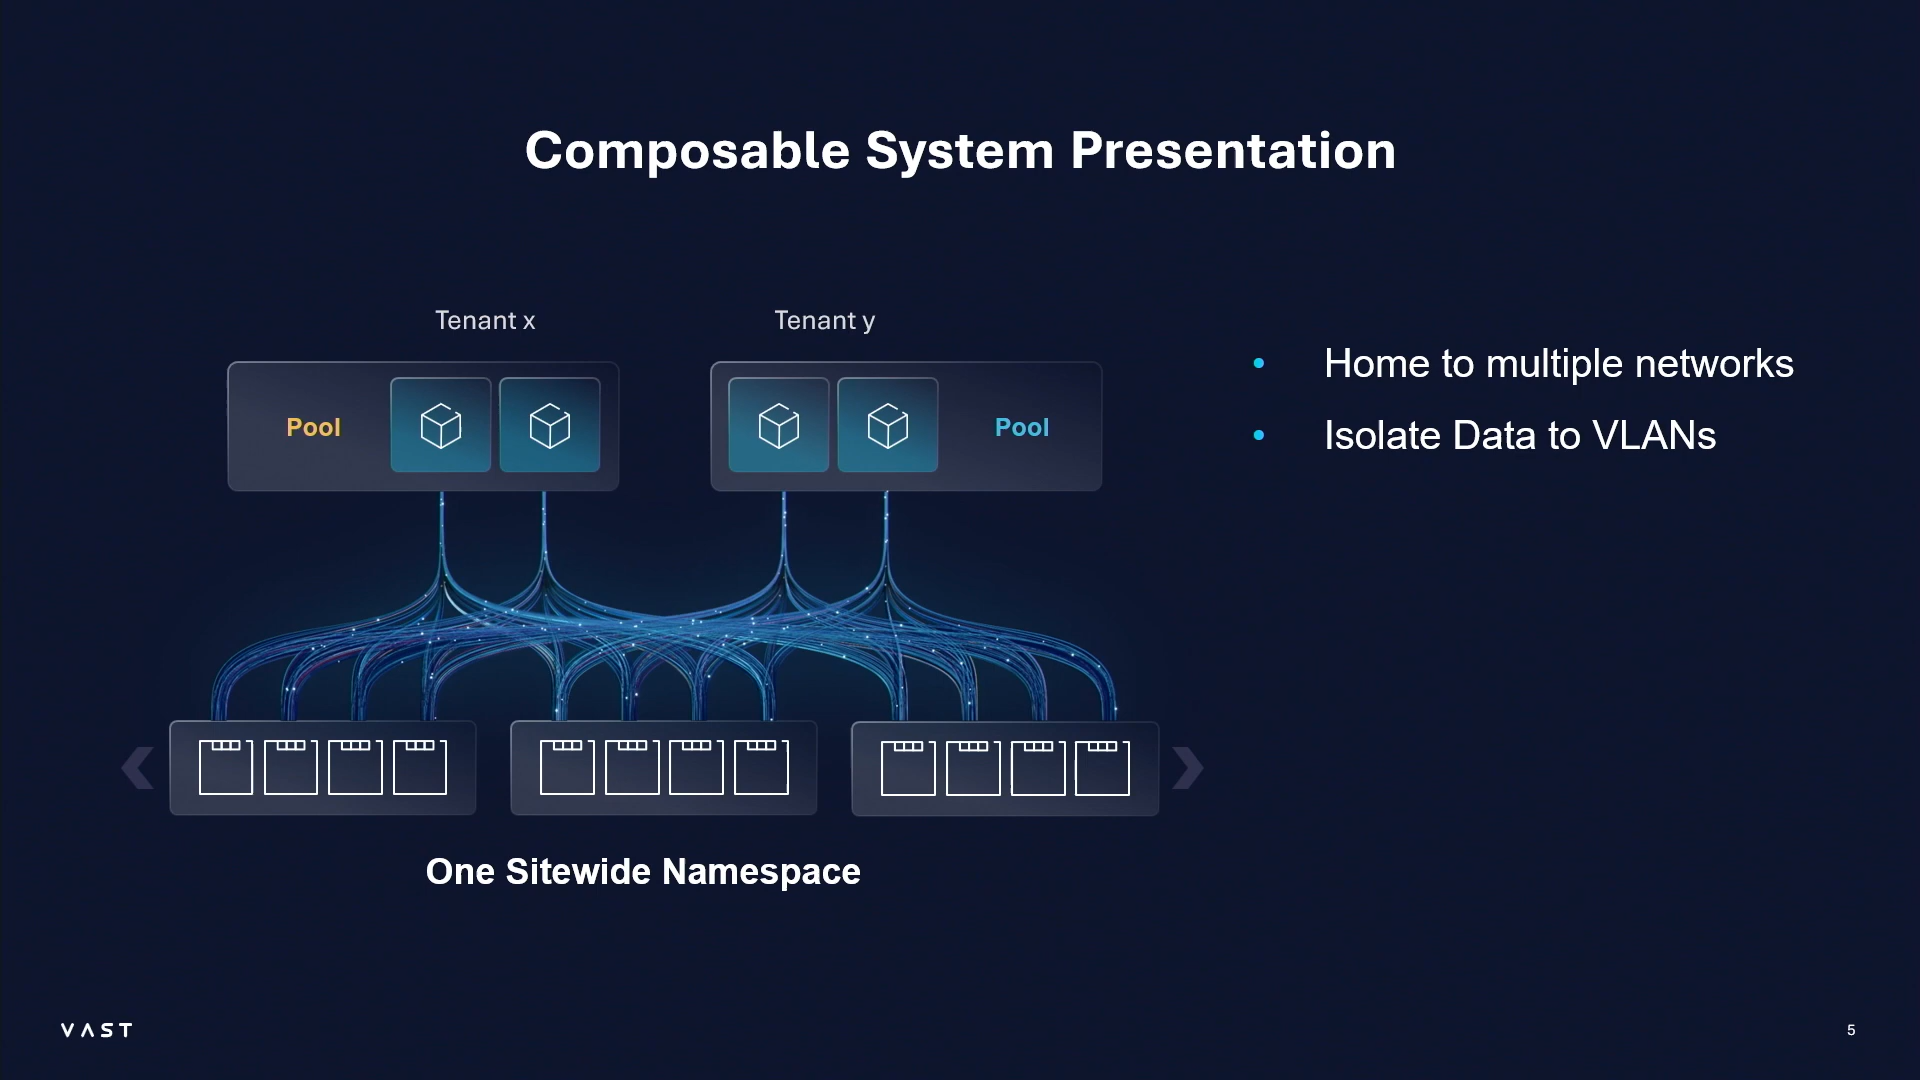 Composable System Presentation
Tenant x
Tenant y
Pool
Pool
• Home to multiple networks
• Isolate Data to VLANs
One Sitewide Namespace
VAST
5